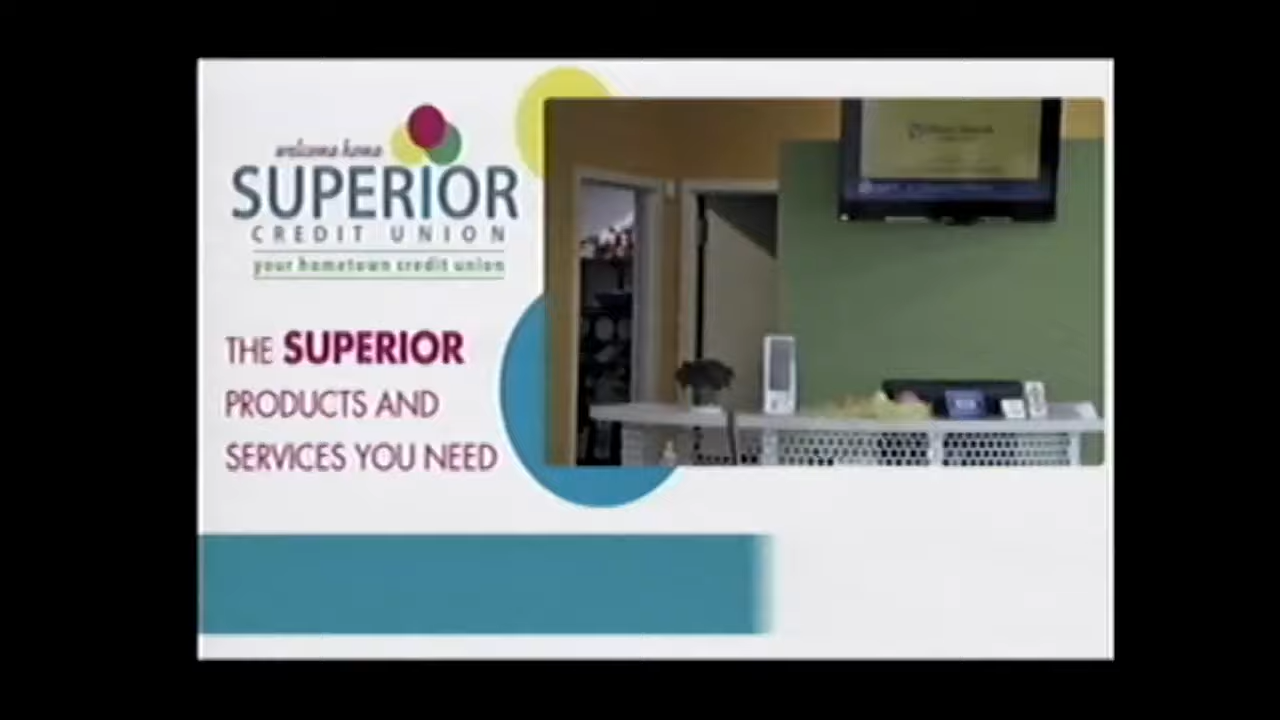 welcome home
SUPERIOR
CREDIT UNION
your hometown credit union
THE SUPERIOR
PRODUCTS AND
SERVICES YOU NEED